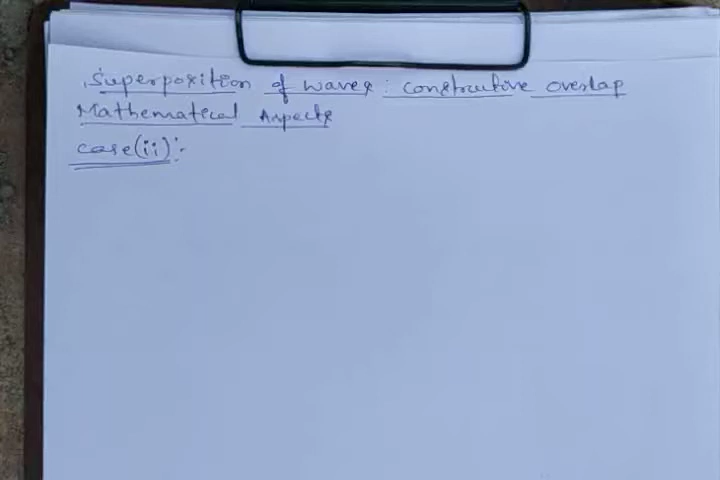 Superposition of waves: constructive overlap
Mathematical Aspects
case(ii):-